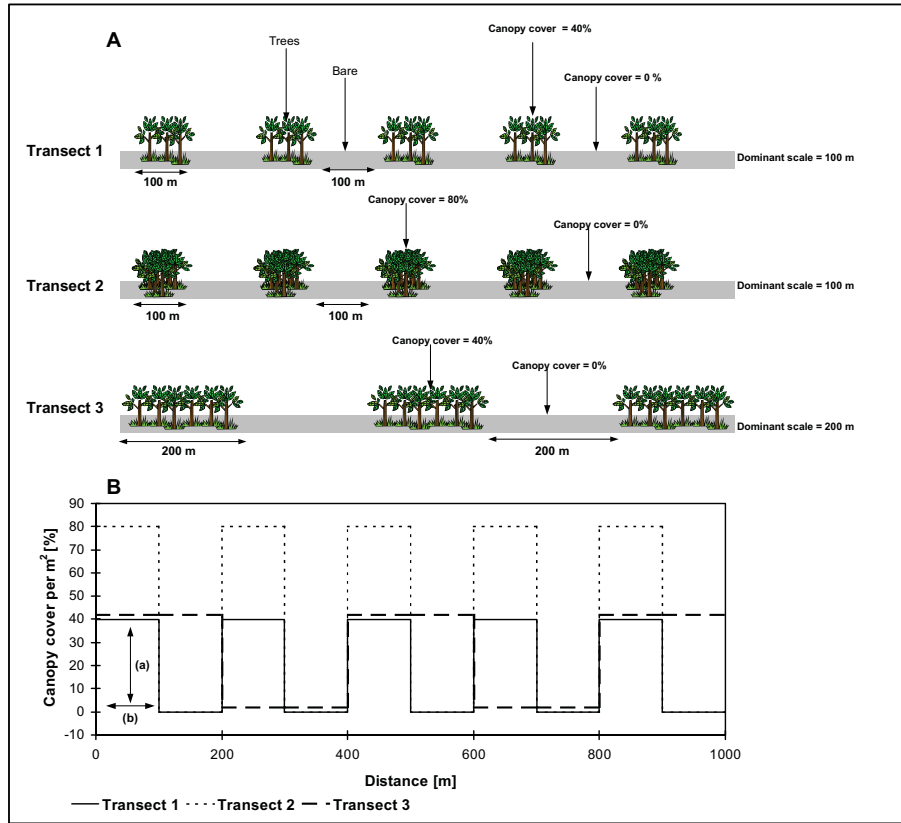 A
Trees
Canopy cover = 40%
Bare
Canopy cover = 0 %
Transect 1
Dominant scale = 100 m
100 m
100 m
Canopy cover = 80%
Canopy cover = 0%
Transect 2
Dominant scale = 100 m
100 m
100 m
Canopy cover = 40%
Canopy cover = 0%
Transect 3
Dominant scale = 200 m
200 m
200 m
B
Canopy cover per m² [%]
90
80
70
60
50
40
30
20
10
0
-10
(a)
(b)
0
200
400
600
800
1000
Distance [m]
Transect 1
Transect 2
Transect 3